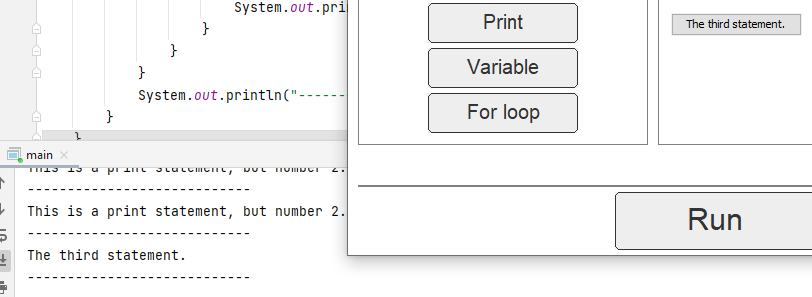 System.out.pri
}
}
}
System.out.println("------
}
}
Print
Variable
For loop
The third statement.
Run
main
This is a print statement, but number 2.
----------------------------
This is a print statement, but number 2.
----------------------------
The third statement.
----------------------------